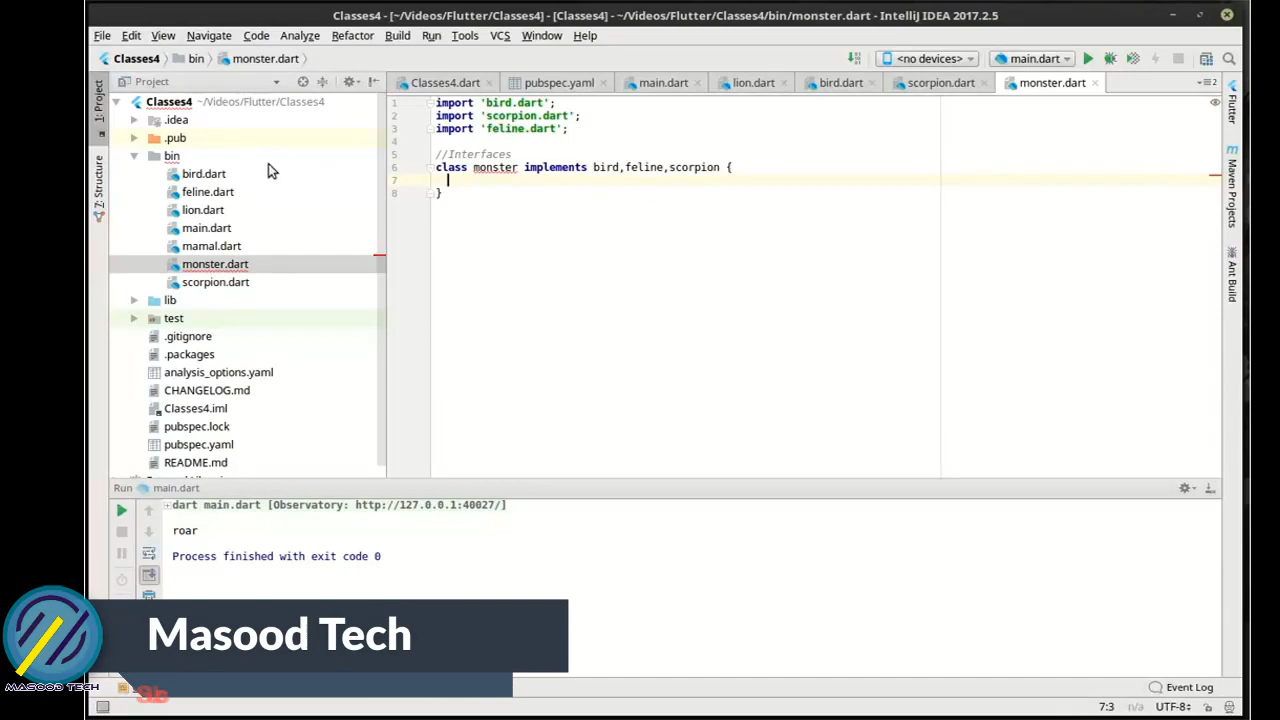 Classes4 - [~/Videos/Flutter/Classes4] - [Classes4] - ~/Videos/Flutter/Classes4/bin/monster.dart - IntelliJ IDEA 2017.2.5
File Edit View Navigate Code Analyze Refactor Build Run Tools VCS Window Help
Classes4 bin monster.dart <no devices> main.dart
Project Classes4.dart pubspec.yaml main.dart lion.dart bird.dart scorpion.dart monster.dart
1: Project
7: Structure
Classes4 ~/Videos/Flutter/Classes4
.idea
.pub
bin
bird.dart
feline.dart
lion.dart
main.dart
mamal.dart
monster.dart
scorpion.dart
lib
test
.gitignore
.packages
analysis_options.yaml
CHANGELOG.md
Classes4.iml
pubspec.lock
pubspec.yaml
README.md
1 import 'bird.dart';
2 import 'scorpion.dart';
3 import 'feline.dart';
4
5 //Interfaces
6 class monster implements bird,feline,scorpion {
7
8 }
Flutter
Maven Projects
Ant Build
Run main.dart
dart main.dart [Observatory: http://127.0.0.1:40027/]
roar
Process finished with exit code 0
Masood Tech
MASOOD TECH
Event Log
7:3 n/a UTF-8